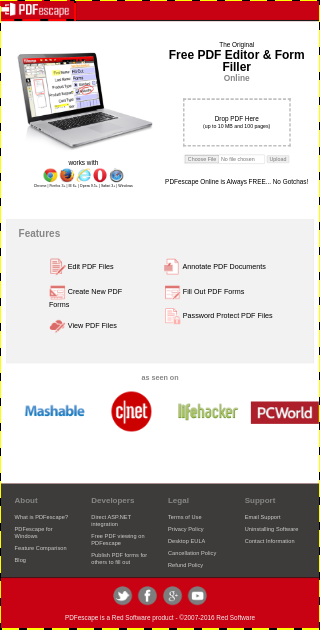 PDFescape
The Original
Free PDF Editor & Form
Filler
Online
Drop PDF Here
(up to 10 MB and 100 pages)
Choose File No file chosen Upload
works with
Chrome | Firefox 3+ | IE 8+ | Opera 9.5+ | Safari 3+ | Windows
PDFescape Online is Always FREE... No Gotchas!
Features
Edit PDF Files
Annotate PDF Documents
Create New PDF
Forms
Fill Out PDF Forms
View PDF Files
Password Protect PDF Files
as seen on
Mashable
c|net
lifehacker
PCWorld
About
What is PDFescape?
PDFescape for
Windows
Feature Comparison
Blog
Developers
Direct ASP.NET
integration
Free PDF viewing on
PDFescape
Publish PDF forms for
others to fill out
Legal
Terms of Use
Privacy Policy
Desktop EULA
Cancellation Policy
Refund Policy
Support
Email Support
Uninstalling Software
Contact Information
PDFescape is a Red Software product - ©2007-2016 Red Software